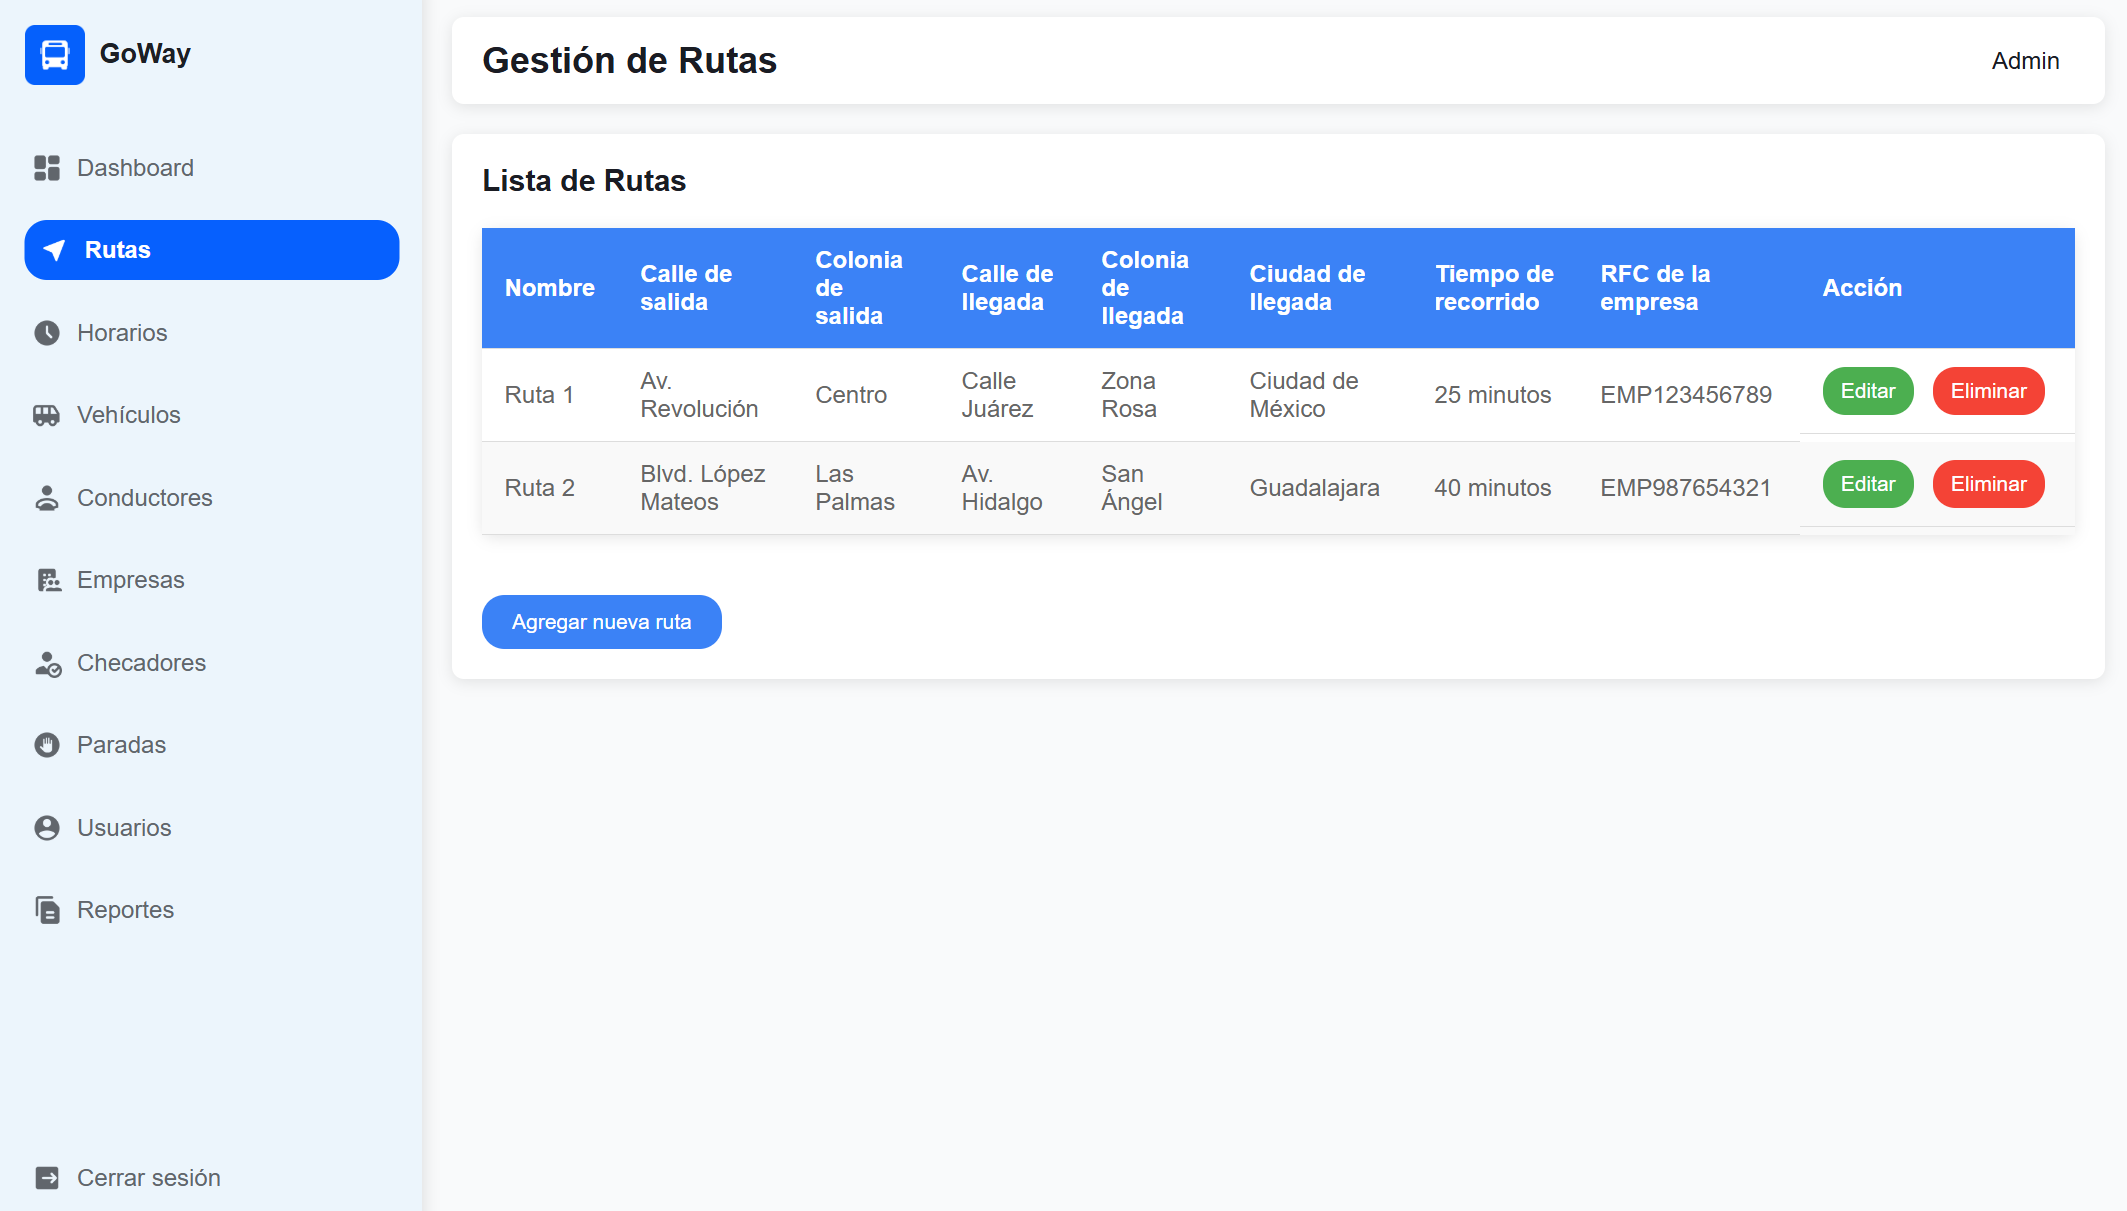 GoWay
Dashboard
Rutas
Horarios
Vehículos
Conductores
Empresas
Checadores
Paradas
Usuarios
Reportes
Cerrar sesión
Gestión de Rutas
Admin
Lista de Rutas
Nombre
Calle de
salida
Colonia
de
salida
Calle de
llegada
Colonia
de
llegada
Ciudad de
llegada
Tiempo de
recorrido
RFC de la
empresa
Acción
Ruta 1
Av.
Revolución
Centro
Calle
Juárez
Zona
Rosa
Ciudad de
México
25 minutos
EMP123456789
Editar
Eliminar
Ruta 2
Blvd. López
Mateos
Las
Palmas
Av.
Hidalgo
San
Ángel
Guadalajara
40 minutos
EMP987654321
Editar
Eliminar
Agregar nueva ruta